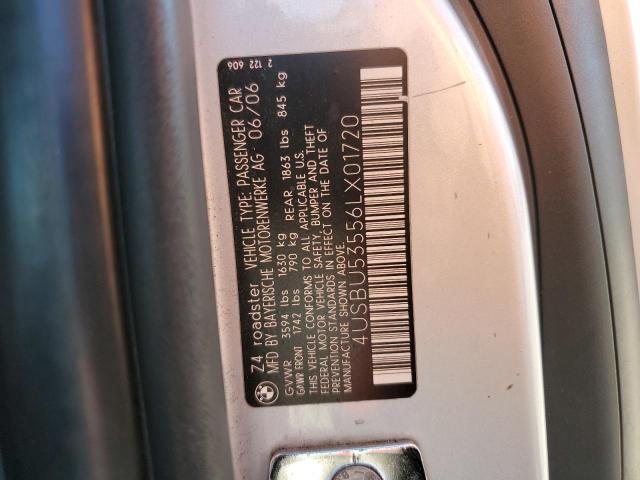 Z4 roadster VEHICLE TYPE: PASSENGER CAR
MFD BY BAYERISCHE MOTORENWERKE AG 06/06
GVWR 3594 lbs 1630 kg
GAWR FRONT 1742 lbs 790 kg REAR 1863 lbs 845 kg
THIS VEHICLE CONFORMS TO ALL APPLICABLE U.S.
FEDERAL MOTOR VEHICLE SAFETY, BUMPER AND THEFT
PREVENTION STANDARDS IN EFFECT ON THE DATE OF
MANUFACTURE SHOWN ABOVE.
4USBU53556LX01720
2 122 606